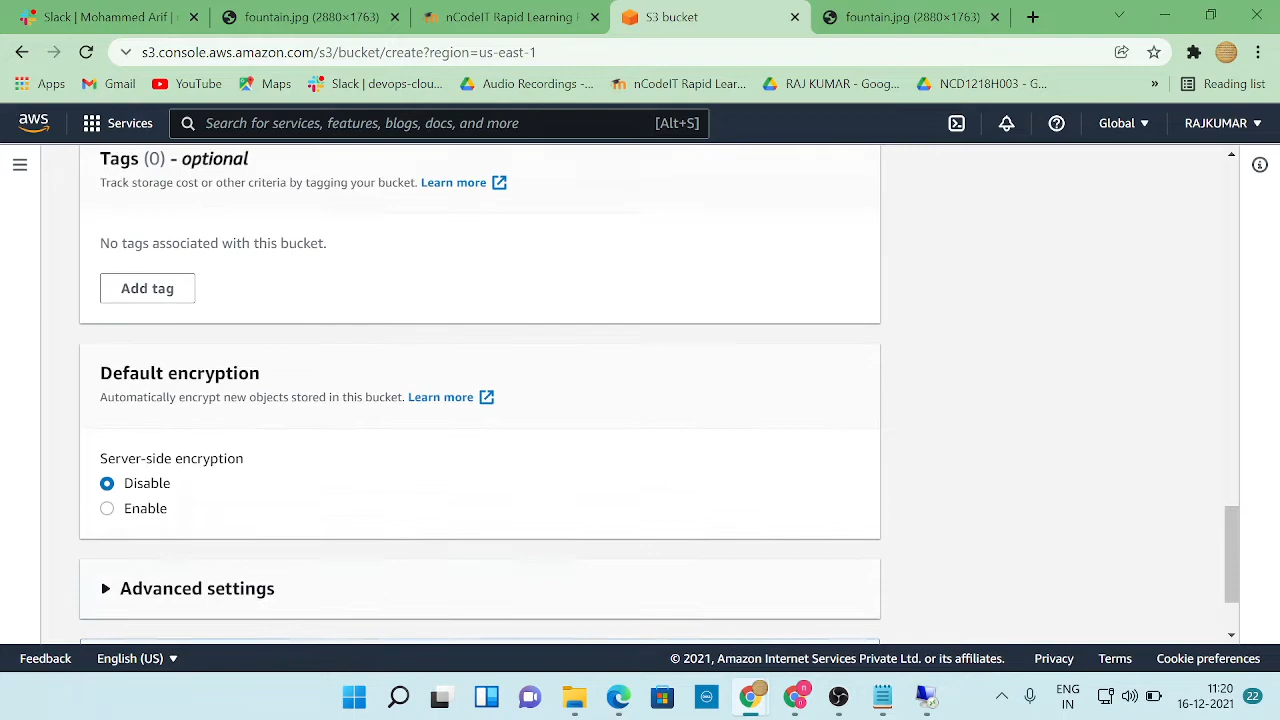 Slack | Mohammed Arif |
fountain.jpg (2880×1763)
nCodeIT Rapid Learning
S3 bucket
fountain.jpg (2880×1763)
s3.console.aws.amazon.com/s3/bucket/create?region=us-east-1
Apps
Gmail
YouTube
Maps
Slack | devops-clou...
Audio Recordings -...
nCodeIT Rapid Lear...
RAJ KUMAR - Goog...
NCD1218H003 - G...
»
Reading list
aws
Services
Search for services, features, blogs, docs, and more
[Alt+S]
Global
RAJKUMAR
Tags (0) - optional
Track storage cost or other criteria by tagging your bucket. Learn more
No tags associated with this bucket.
Add tag
Default encryption
Automatically encrypt new objects stored in this bucket. Learn more
Server-side encryption
Disable
Enable
Advanced settings
Feedback
English (US)
© 2021, Amazon Internet Services Private Ltd. or its affiliates.
Privacy
Terms
Cookie preferences
ENG
IN
11:20
16-12-2021
22